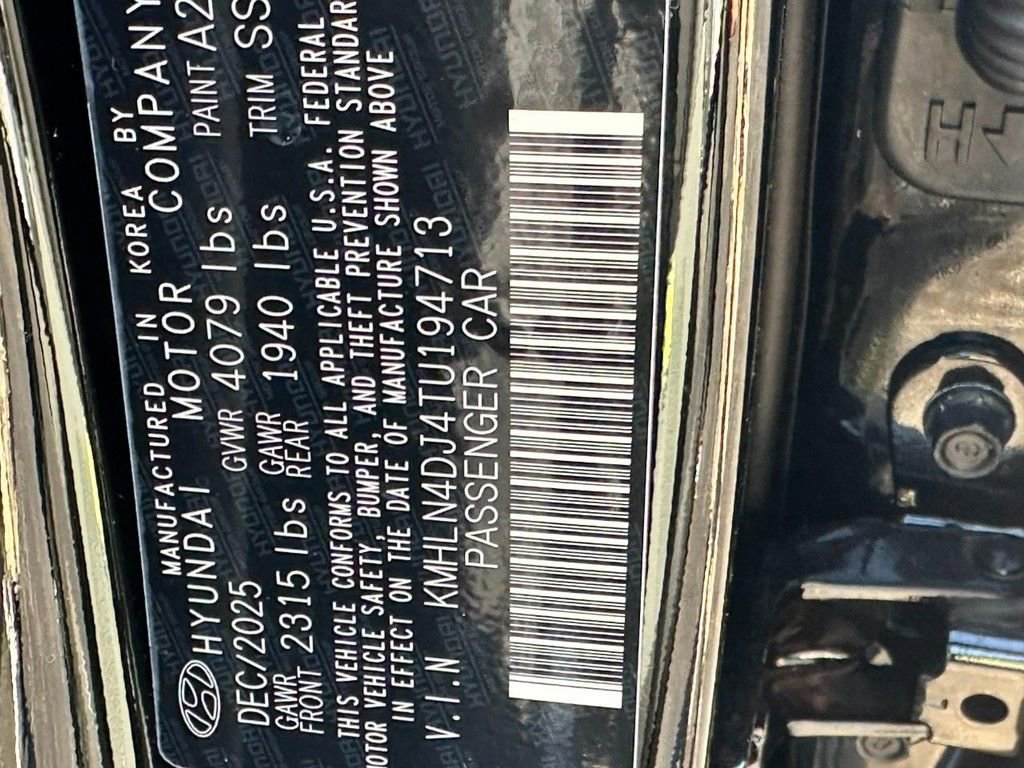 MANUFACTURED IN KOREA BY
HYUNDAI MOTOR COMPANY
DEC/2025 GVWR 4079 lbs PAINT A2
GAWR FRONT 2315 lbs GAWR REAR 1940 lbs TRIM SS
THIS VEHICLE CONFORMS TO ALL APPLICABLE U.S.A. FEDERAL
MOTOR VEHICLE SAFETY, BUMPER, AND THEFT PREVENTION STANDAR
IN EFFECT ON THE DATE OF MANUFACTURE SHOWN ABOVE
V.I.N KMHLN4DJ4TU194713
PASSENGER CAR